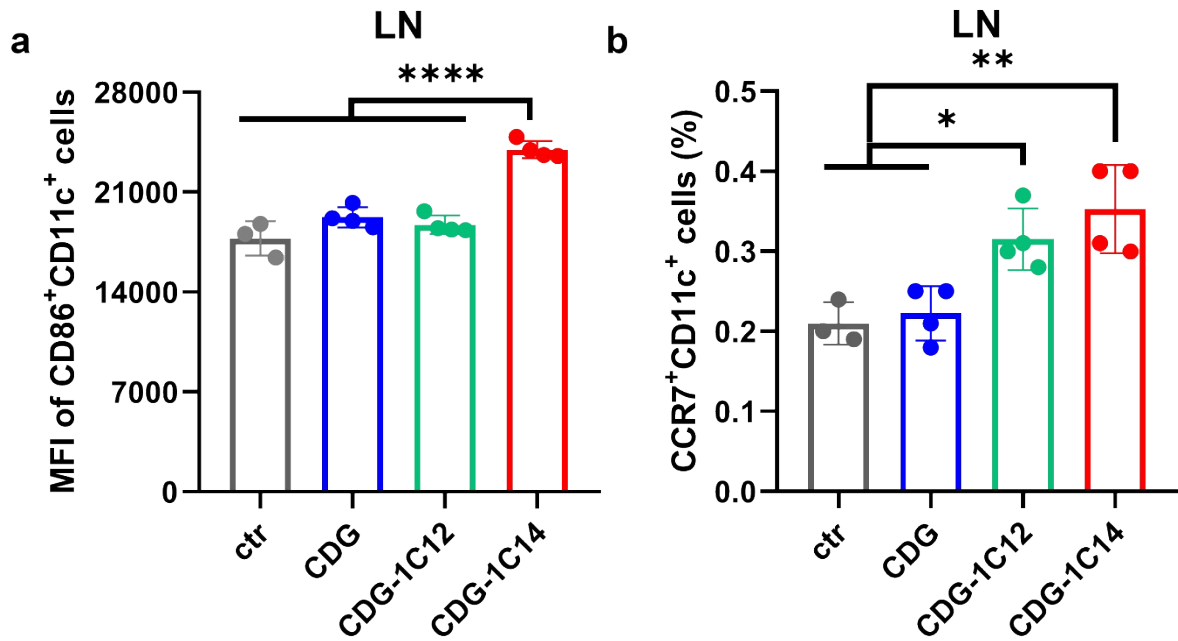 a
LN
****
MFI of CD86⁺CD11c⁺ cells
28000
21000
14000
7000
0
ctr
CDG
CDG-1C12
CDG-1C14
b
LN
**
*
CCR7⁺CD11c⁺ cells (%)
0.5
0.4
0.3
0.2
0.1
0.0
ctr
CDG
CDG-1C12
CDG-1C14